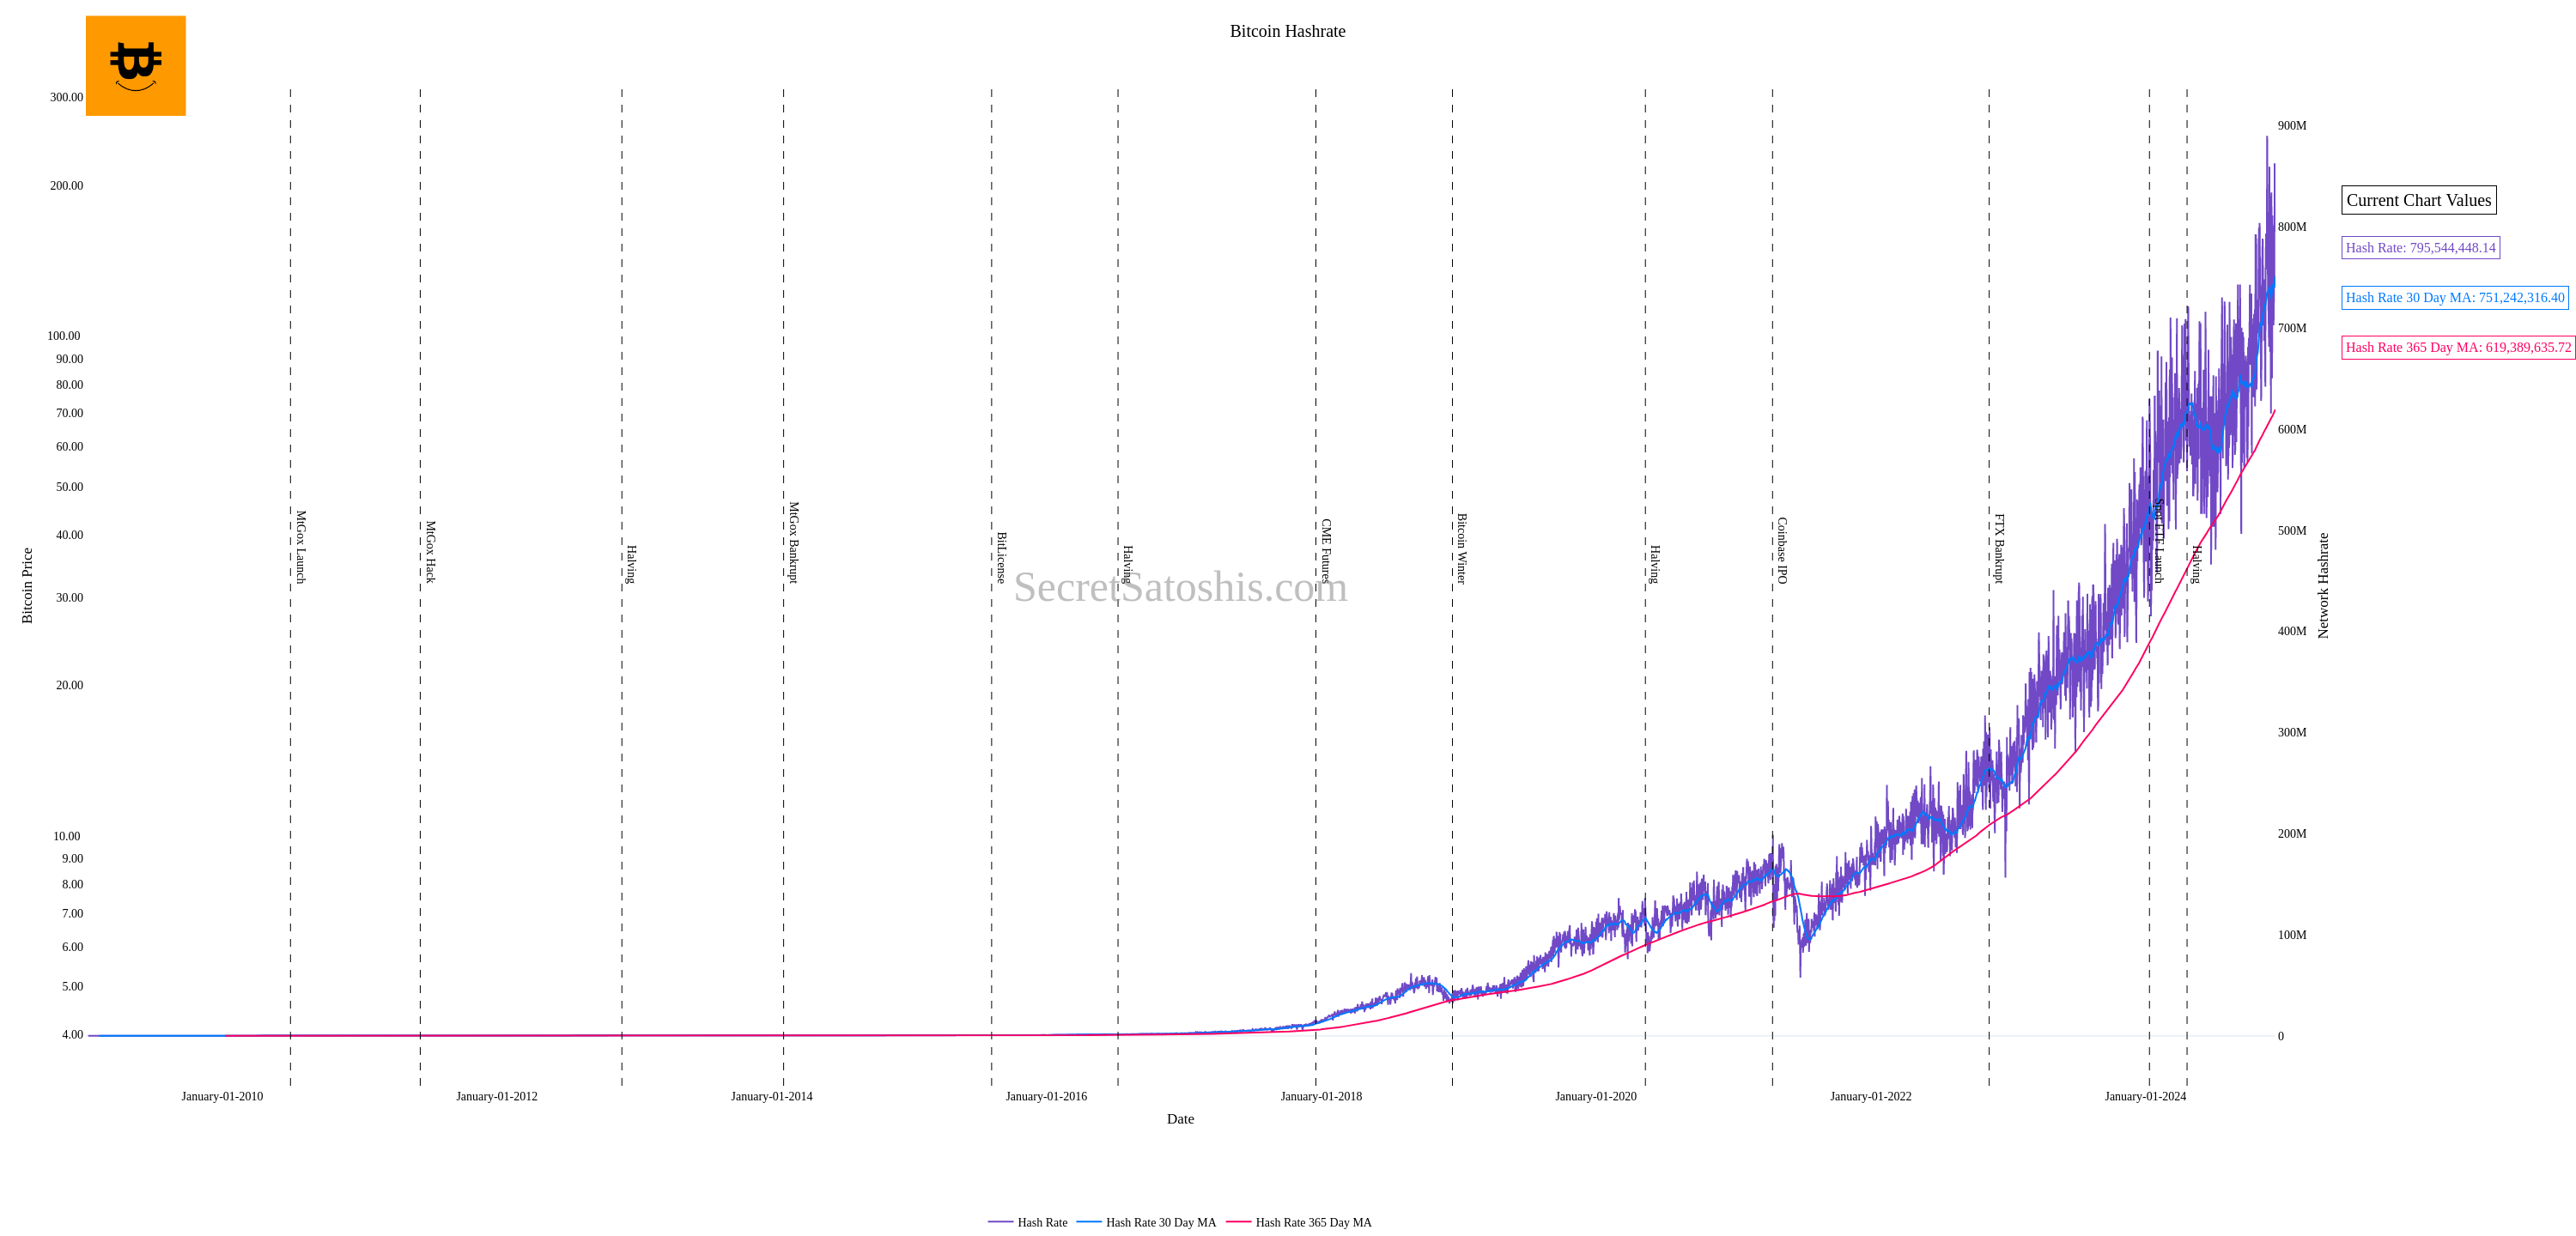 Bitcoin Hashrate
300.00
200.00
100.00
90.00
80.00
70.00
60.00
50.00
40.00
30.00
20.00
10.00
9.00
8.00
7.00
6.00
5.00
4.00
Bitcoin Price
MtGox Launch
MtGox Hack
Halving
MtGox Bankrupt
BitLicense
Halving
CME Futures
Bitcoin Winter
Halving
Coinbase IPO
FTX Bankrupt
Spot ETF Launch
Halving
SecretSatoshis.com
900M
800M
700M
600M
500M
400M
300M
200M
100M
0
Network Hashrate
Current Chart Values
Hash Rate: 795,544,448.14
Hash Rate 30 Day MA: 751,242,316.40
Hash Rate 365 Day MA: 619,389,635.72
January-01-2010
January-01-2012
January-01-2014
January-01-2016
January-01-2018
January-01-2020
January-01-2022
January-01-2024
Date
Hash Rate
Hash Rate 30 Day MA
Hash Rate 365 Day MA